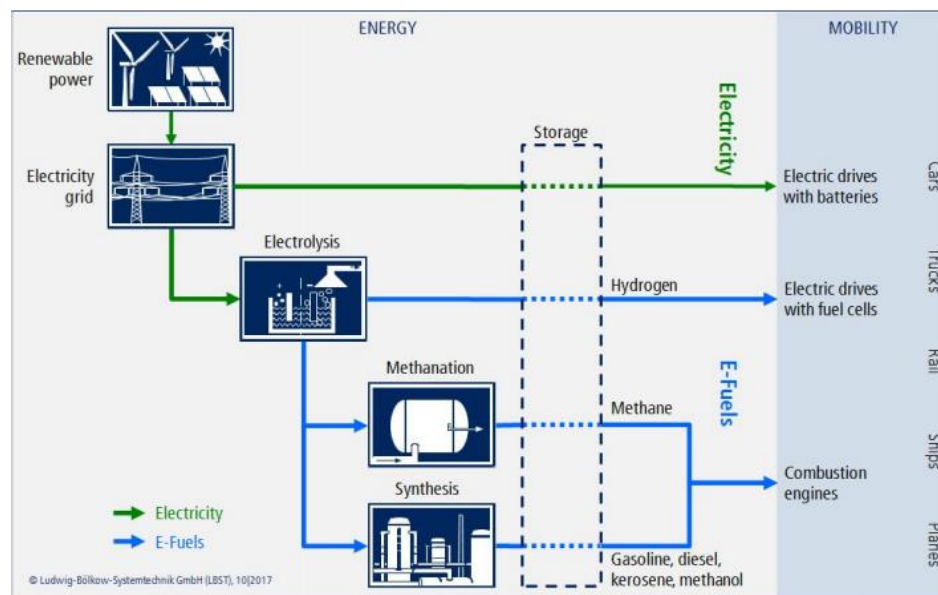 ENERGY
MOBILITY
Renewable
power
Electricity
Storage
Electricity
grid
Electric drives
with batteries
Cars
Electrolysis
Hydrogen
Electric drives
with fuel cells
Trucks
Methanation
E-Fuels
Rail
Methane
Synthesis
Combustion
engines
Ships
Electricity
E-Fuels
Gasoline, diesel,
kerosene, methanol
Planes
© Ludwig-Bölkow-Systemtechnik GmbH (LBST), 10|2017